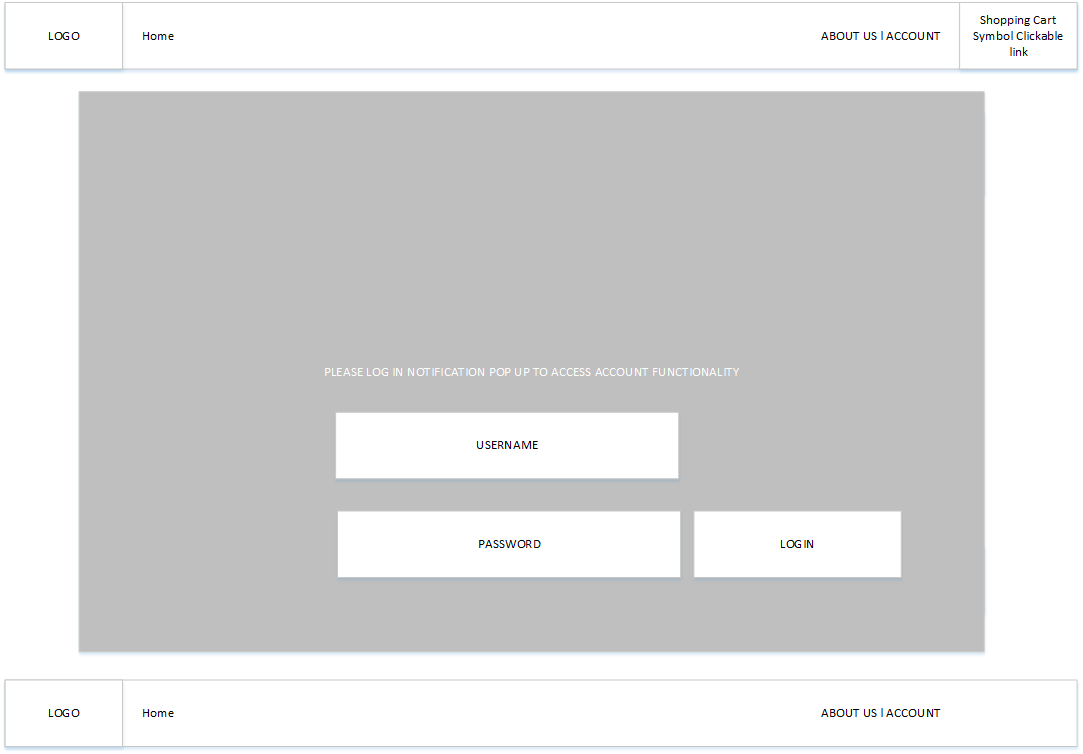 LOGO
Home
ABOUT US | ACCOUNT
Shopping Cart
Symbol Clickable
link
PLEASE LOG IN NOTIFICATION POP UP TO ACCESS ACCOUNT FUNCTIONALITY
USERNAME
PASSWORD
LOGIN
LOGO
Home
ABOUT US | ACCOUNT